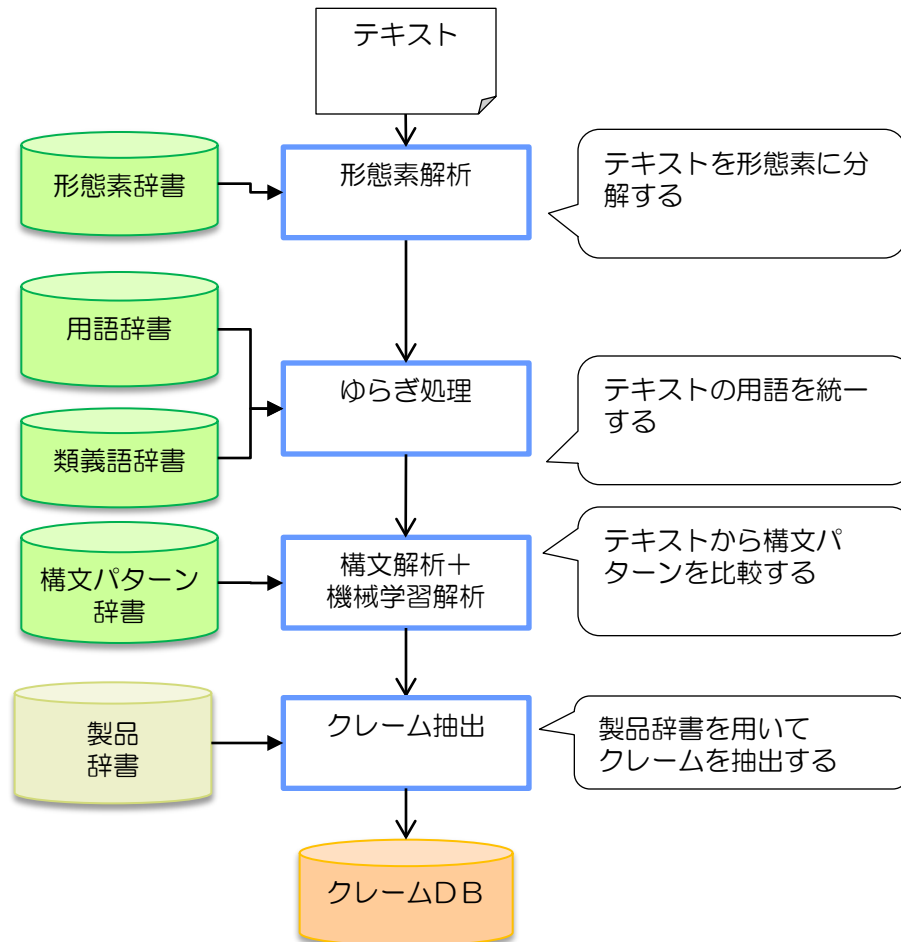 テキスト
形態素辞書
形態素解析
テキストを形態素に分
解する
用語辞書
類義語辞書
ゆらぎ処理
テキストの用語を統一
する
構文パターン
辞書
構文解析＋
機械学習解析
テキストから構文パ
ターンを比較する
製品
辞書
クレーム抽出
製品辞書を用いて
クレームを抽出する
クレームＤＢ